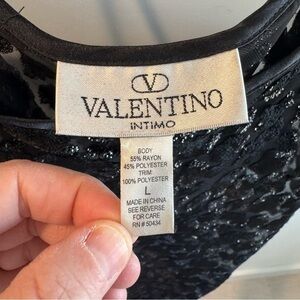 V
VALENTINO
INTIMO
BODY
55% RAYON
45% POLYESTER
TRIM
100% POLYESTER
L
MADE IN CHINA
SEE REVERSE
FOR CARE
RN# 50434